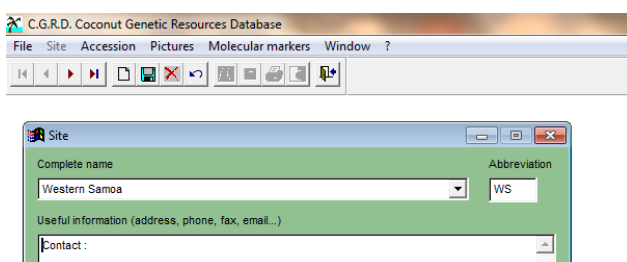 C.G.R.D. Coconut Genetic Resources Database
File Site Accession Pictures Molecular markers Window ?
Site
Complete name Abbreviation
Western Samoa WS
Useful information (address, phone, fax, email...)
Contact :